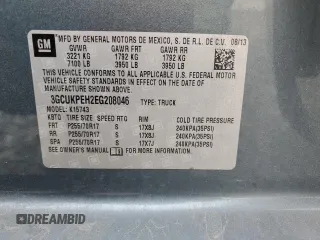 GM
MFD BY GENERAL MOTORS DE MEXICO, S. DE R.L. DE C.V. 08/13
GVWR GAWR FRT GAWR RR
3221 KG 1792 KG 1792 KG
7100 LB 3950 LB 3950 LB
THIS VEHICLE CONFORMS TO ALL APPLICABLE U.S. FEDERAL MOTOR
VEHICLE SAFETY AND THEFT PREVENTION STANDARDS IN EFFECT ON
THE DATE OF MANUFACTURE SHOWN ABOVE.
3GCUKPEH2EG208046 TYPE: TRUCK
MODEL: K15743
TIRE SIZE SPEED RTG RIM COLD TIRE PRESSURE
FRT P255/70R17 17X8J 240KPA(35PSI)
RR P255/70R17 17X8J 240KPA(35PSI)
SPA P255/70R17 17X7J 240KPA(35PSI)
SEE OWNER'S MANUAL FOR MORE INFORMATION.
DREAMBID